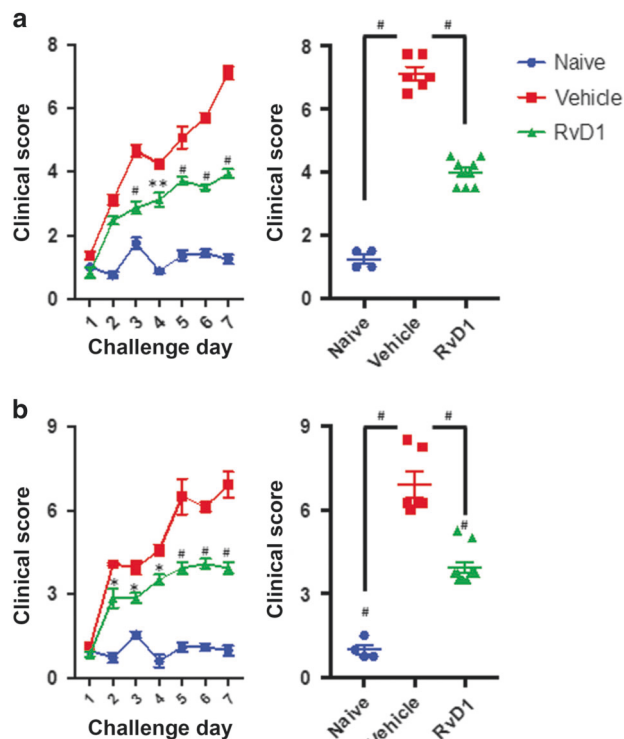 a
Clinical score
8
6
4
2
0
# ** # # #
1 2 3 4 5 6 7
Challenge day
Clinical score
8
6
4
2
0
# #
Naive Vehicle RvD1
Naive
Vehicle
RvD1
b
Clinical score
9
6
3
0
* * * # # #
1 2 3 4 5 6 7
Challenge day
Clinical score
9
6
3
0
# #
#
#
Naive Vehicle RvD1